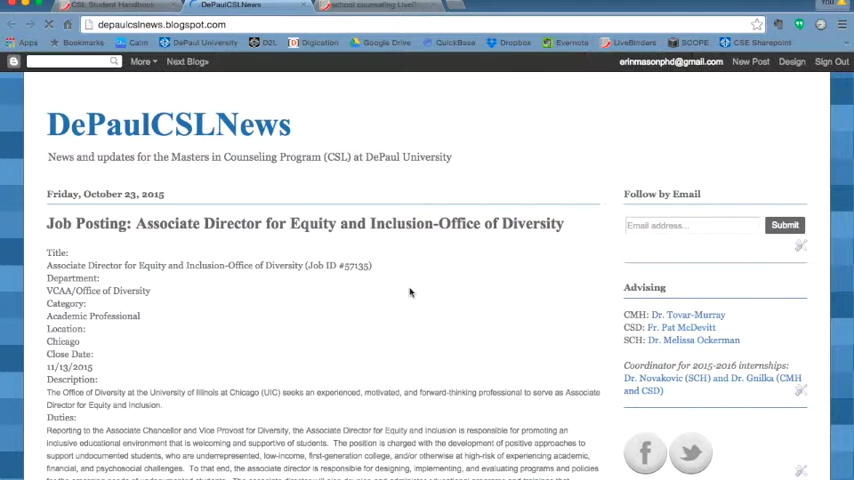 CSL Student Handbook
DePaulCSLNews
school counseling LiveBi
You
depaulcslnews.blogspot.com
Apps Bookmarks Calm DePaul University D2L Digication Google Drive QuickBase Dropbox Evernote LiveBinders SCOPE CSE Sharepoint
More Next Blog» erinmasonphd@gmail.com New Post Design Sign Out
DePaulCSLNews
News and updates for the Masters in Counseling Program (CSL) at DePaul University
Friday, October 23, 2015
Job Posting: Associate Director for Equity and Inclusion-Office of Diversity
Title:
Associate Director for Equity and Inclusion-Office of Diversity (Job ID #57135)
Department:
VCAA/Office of Diversity
Category:
Academic Professional
Location:
Chicago
Close Date:
11/13/2015
Description:
The Office of Diversity at the University of Illinois at Chicago (UIC) seeks an experienced, motivated, and forward-thinking professional to serve as Associate
Director for Equity and Inclusion.
Duties:
Reporting to the Associate Chancellor and Vice Provost for Diversity, the Associate Director for Equity and Inclusion is responsible for promoting an
inclusive educational environment that is welcoming and supportive of students. The position is charged with the development of positive approaches to
support undocumented students, who are underrepresented, low-income, first-generation college, and/or otherwise at-high-risk of experiencing academic,
financial, and psychosocial challenges. To that end, the associate director is responsible for designing, implementing, and evaluating programs and policies
Follow by Email
Email address... Submit
Advising
CMH: Dr. Tovar-Murray
CSD: Fr. Pat McDevitt
SCH: Dr. Melissa Ockerman
Coordinator for 2015-2016 internships:
Dr. Novakovic (SCH) and Dr. Gnilka (CMH
and CSD)